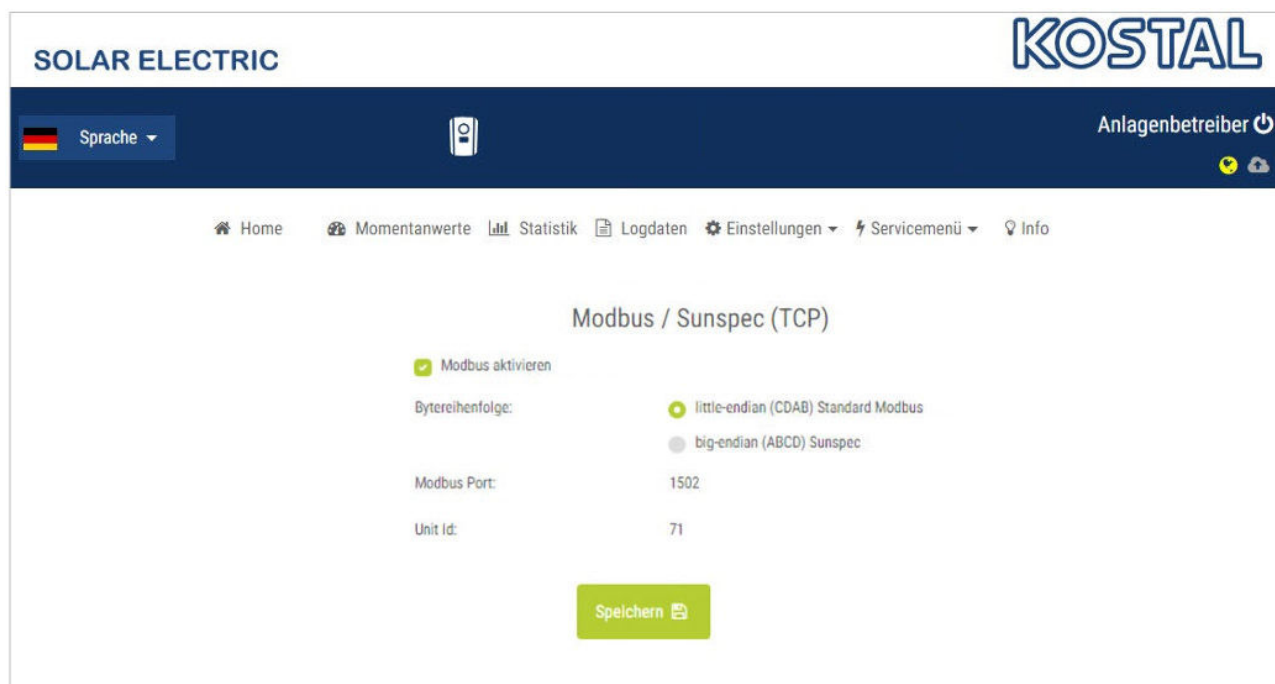 SOLAR ELECTRIC
KOSTAL
Sprache
Anlagenbetreiber
Home Momentanwerte Statistik Logdaten Einstellungen Servicemenü Info
Modbus / Sunspec (TCP)
Modbus aktivieren
Bytereihenfolge: little-endian (CDAB) Standard Modbus
big-endian (ABCD) Sunspec
Modbus Port: 1502
Unit Id: 71
Speichern